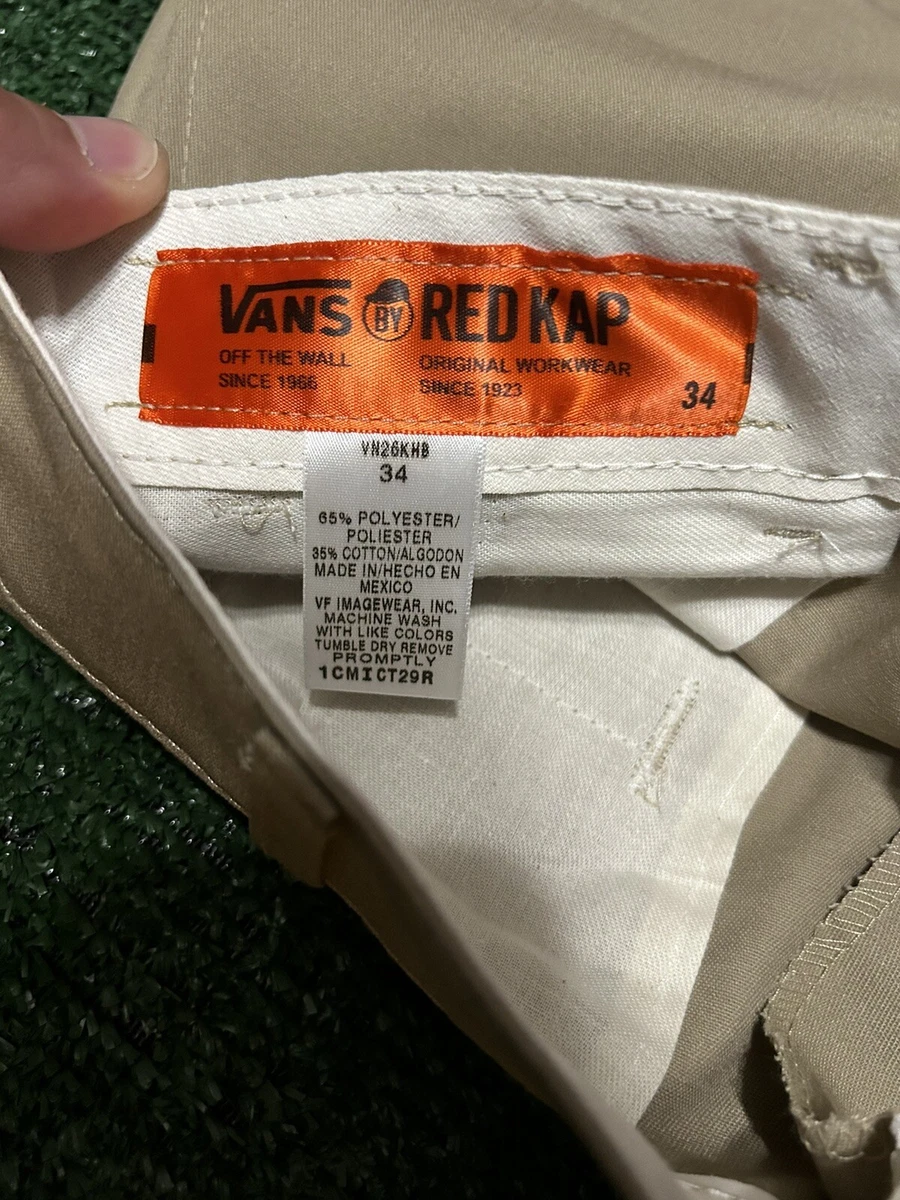 VANS BY RED KAP
OFF THE WALL ORIGINAL WORKWEAR
SINCE 1966 SINCE 1923
34
VN26KHB
34
65% POLYESTER/
POLIESTER
35% COTTON/ALGODON
MADE IN/HECHO EN
MEXICO
VF IMAGEWEAR, INC.
MACHINE WASH
WITH LIKE COLORS
TUMBLE DRY REMOVE
PROMPTLY
1CMICT29R